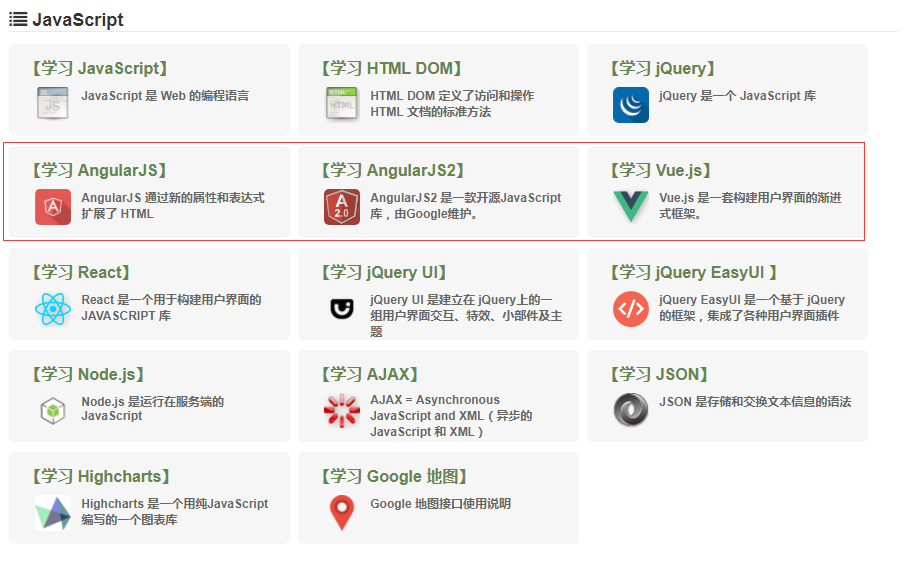 JavaScript
【学习 JavaScript】
JS
JavaScript 是 Web 的编程语言
【学习 HTML DOM】
HTML
HTML
HTML DOM 定义了访问和操作
HTML 文档的标准方法
【学习 jQuery】
jQuery 是一个 JavaScript 库
【学习 AngularJS】
A
AngularJS 通过新的属性和表达式
扩展了 HTML
【学习 AngularJS2】
A
2.0
AngularJS2 是一款开源JavaScript
库，由Google维护。
【学习 Vue.js】
Vue.js 是一套构建用户界面的渐进
式框架。
【学习 React】
React 是一个用于构建用户界面的
JAVASCRIPT 库
【学习 jQuery UI】
jQuery UI 是建立在 jQuery上的一
组用户界面交互、特效、小部件及主
题
【学习 jQuery EasyUI 】
</>
jQuery EasyUI 是一个基于 jQuery
的框架，集成了各种用户界面插件
【学习 Node.js】
Node.js 是运行在服务端的
JavaScript
【学习 AJAX】
AJAX = Asynchronous
JavaScript and XML（异步的
JavaScript 和 XML）
【学习 JSON】
JSON 是存储和交换文本信息的语法
【学习 Highcharts】
Highcharts 是一个用纯JavaScript
编写的一个图表库
【学习 Google 地图】
Google 地图接口使用说明